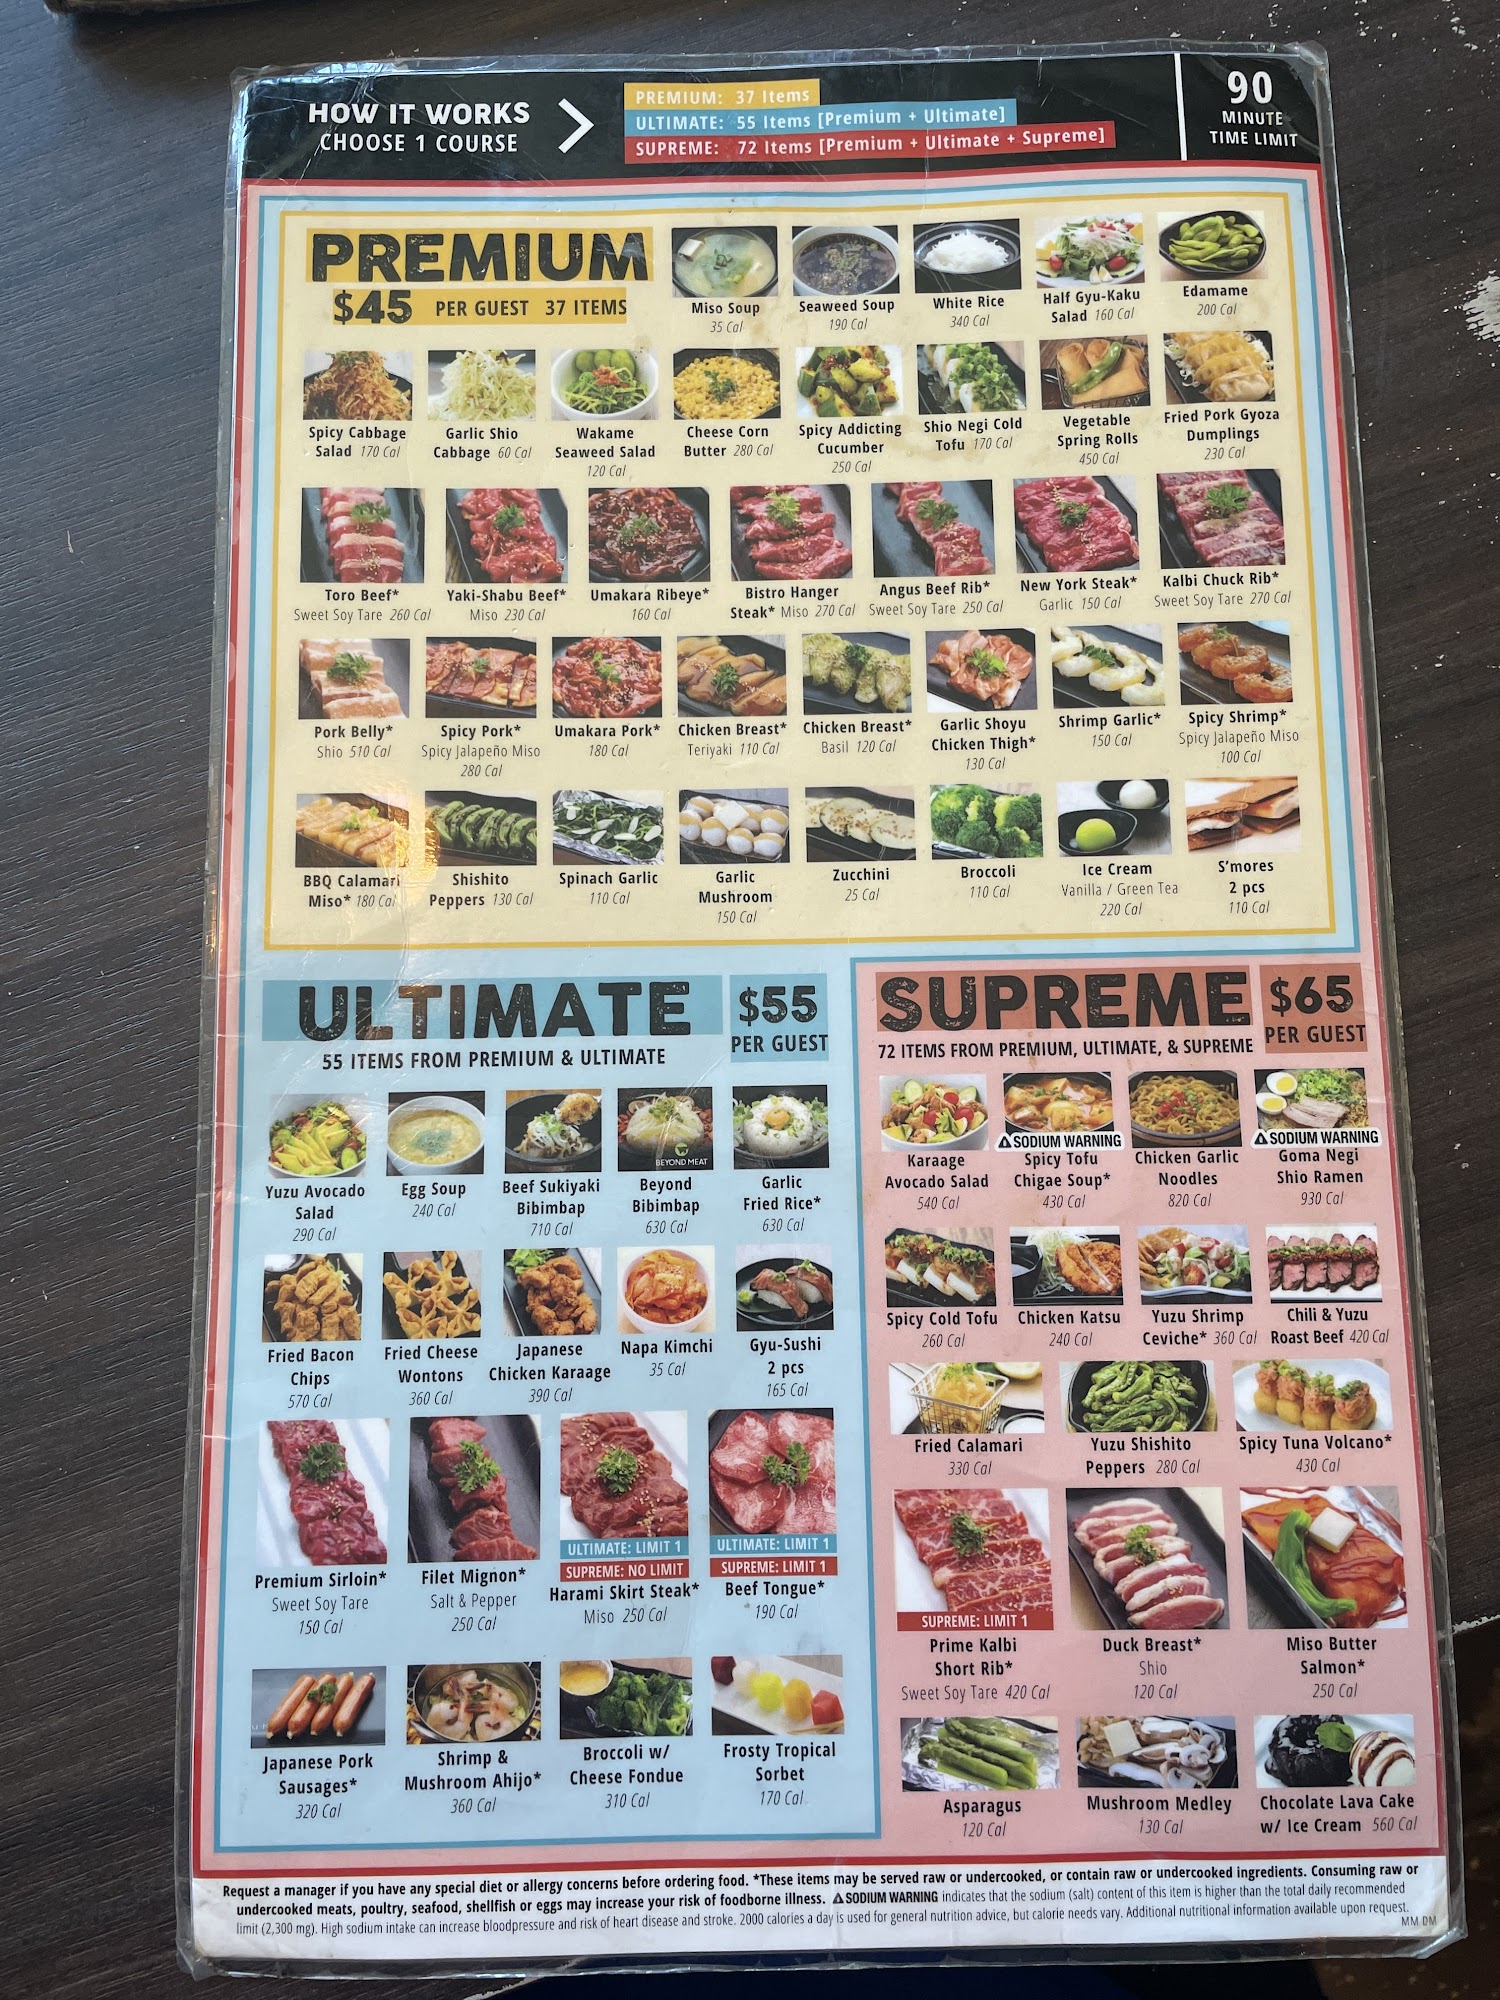 HOW IT WORKS
CHOOSE 1 COURSE
PREMIUM: 37 Items
ULTIMATE: 55 Items [Premium + Ultimate]
SUPREME: 72 Items [Premium + Ultimate + Supreme]
90
MINUTE
TIME LIMIT
PREMIUM
$45 PER GUEST 37 ITEMS
Miso Soup
35 Cal
Seaweed Soup
190 Cal
White Rice
340 Cal
Half Gyu-Kaku
Salad 160 Cal
Edamame
200 Cal
Spicy Cabbage
Salad 170 Cal
Garlic Shio
Cabbage 60 Cal
Wakame
Seaweed Salad
120 Cal
Cheese Corn
Butter 280 Cal
Spicy Addicting
Cucumber
250 Cal
Shio Negi Cold
Tofu 170 Cal
Vegetable
Spring Rolls
450 Cal
Fried Pork Gyoza
Dumplings
230 Cal
Toro Beef*
Sweet Soy Tare 260 Cal
Yaki-Shabu Beef*
Miso 230 Cal
Umakara Ribeye*
160 Cal
Bistro Hanger
Steak* Miso 270 Cal
Angus Beef Rib*
Sweet Soy Tare 250 Cal
New York Steak*
Garlic 150 Cal
Kalbi Chuck Rib*
Sweet Soy Tare 270 Cal
Pork Belly*
Shio 510 Cal
Spicy Pork*
Spicy Jalapeño Miso
280 Cal
Umakara Pork*
180 Cal
Chicken Breast*
Teriyaki 110 Cal
Chicken Breast*
Basil 120 Cal
Garlic Shoyu
Chicken Thigh*
130 Cal
Shrimp Garlic*
150 Cal
Spicy Shrimp*
Spicy Jalapeño Miso
100 Cal
BBQ Calamari
Miso* 180 Cal
Shishito
Peppers 130 Cal
Spinach Garlic
110 Cal
Garlic
Mushroom
150 Cal
Zucchini
25 Cal
Broccoli
110 Cal
Ice Cream
Vanilla / Green Tea
220 Cal
S'mores
2 pcs
110 Cal
ULTIMATE
$55
PER GUEST
55 ITEMS FROM PREMIUM & ULTIMATE
Yuzu Avocado
Salad
290 Cal
Egg Soup
240 Cal
Beef Sukiyaki
Bibimbap
710 Cal
BEYOND MEAT
Beyond
Bibimbap
630 Cal
Garlic
Fried Rice*
630 Cal
Fried Bacon
Chips
570 Cal
Fried Cheese
Wontons
360 Cal
Japanese
Chicken Karaage
390 Cal
Napa Kimchi
35 Cal
Gyu-Sushi
2 pcs
165 Cal
Premium Sirloin*
Sweet Soy Tare
150 Cal
Filet Mignon*
Salt & Pepper
250 Cal
ULTIMATE: LIMIT 1
SUPREME: NO LIMIT
Harami Skirt Steak*
Miso 250 Cal
ULTIMATE: LIMIT 1
SUPREME: LIMIT 1
Beef Tongue*
190 Cal
Japanese Pork
Sausages*
320 Cal
Shrimp &
Mushroom Ahijo*
360 Cal
Broccoli w/
Cheese Fondue
310 Cal
Frosty Tropical
Sorbet
170 Cal
SUPREME
$65
PER GUEST
72 ITEMS FROM PREMIUM, ULTIMATE, & SUPREME
Karaage
Avocado Salad
540 Cal
⚠SODIUM WARNING
Spicy Tofu
Chigae Soup*
430 Cal
Chicken Garlic
Noodles
820 Cal
⚠SODIUM WARNING
Goma Negi
Shio Ramen
930 Cal
Spicy Cold Tofu
260 Cal
Chicken Katsu
240 Cal
Yuzu Shrimp
Ceviche* 360 Cal
Chili & Yuzu
Roast Beef 420 Cal
Fried Calamari
330 Cal
Yuzu Shishito
Peppers 280 Cal
Spicy Tuna Volcano*
430 Cal
SUPREME: LIMIT 1
Prime Kalbi
Short Rib*
Sweet Soy Tare 420 Cal
Duck Breast*
Shio
120 Cal
Miso Butter
Salmon*
250 Cal
Asparagus
120 Cal
Mushroom Medley
130 Cal
Chocolate Lava Cake
w/ Ice Cream 560 Cal
Request a manager if you have any special diet or allergy concerns before ordering food. *These items may be served raw or undercooked, or contain raw or undercooked ingredients. Consuming raw or
undercooked meats, poultry, seafood, shellfish or eggs may increase your risk of foodborne illness. ⚠SODIUM WARNING indicates that the sodium (salt) content of this item is higher than the total daily recommended
limit (2,300 mg). High sodium intake can increase bloodpressure and risk of heart disease and stroke. 2000 calories a day is used for general nutrition advice, but calorie needs vary. Additional nutritional information available upon request.
MM DM